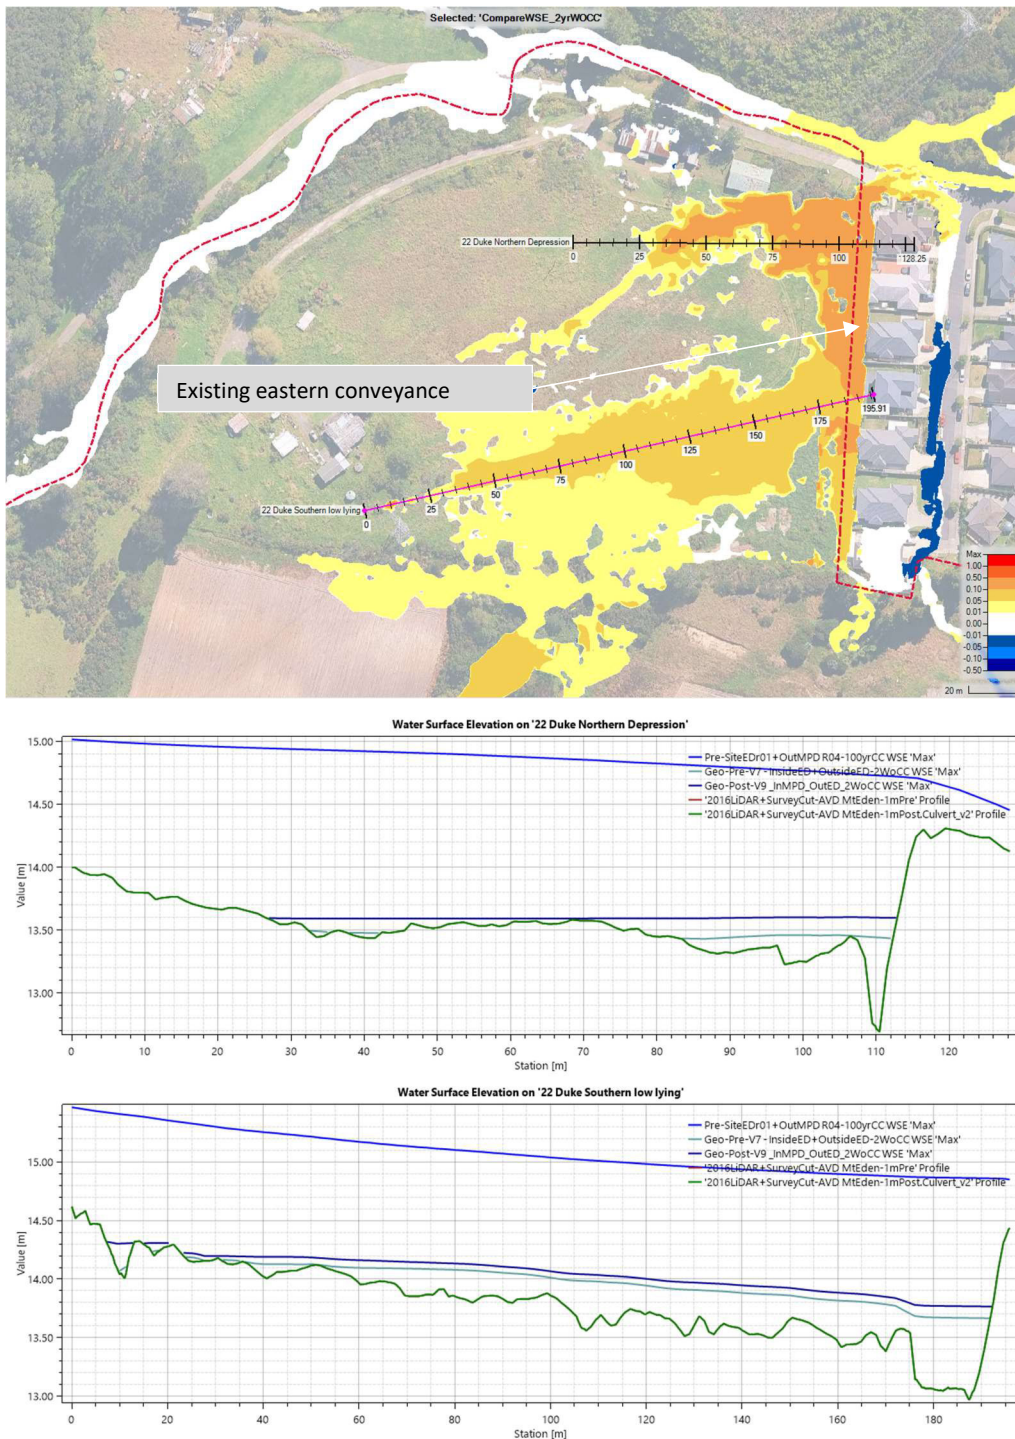 Selected: 'CompareWSE_2yrWOCC'
22 Duke Northern Depression
0 25 50 75 100 128.25
Existing eastern conveyance
22 Duke Southern low lying
0 25 50 75 100 125 150 175 195.91
Max
1.00
0.50
0.10
0.05
0.01
0.00
-0.01
-0.05
-0.10
-0.50
20 m
Water Surface Elevation on '22 Duke Northern Depression'
Pre-SiteEDr01+OutMPD R04-100yrCC WSE 'Max'
Geo-Pre-V7 - InsideED+OutsideED-2WoCC WSE 'Max'
Geo-Post-V9 _InMPD_OutED_2WoCC WSE 'Max'
'2016LiDAR+SurveyCut-AVD MtEden-1mPre' Profile
'2016LiDAR+SurveyCut-AVD MtEden-1mPost.Culvert_v2' Profile
Value [m]
15.00
14.50
14.00
13.50
13.00
0 10 20 30 40 50 60 70 80 90 100 110 120
Station [m]
Water Surface Elevation on '22 Duke Southern low lying'
Pre-SiteEDr01+OutMPD R04-100yrCC WSE 'Max'
Geo-Pre-V7 - InsideED+OutsideED-2WoCC WSE 'Max'
Geo-Post-V9 _InMPD_OutED_2WoCC WSE 'Max'
'2016LiDAR+SurveyCut-AVD MtEden-1mPre' Profile
'2016LiDAR+SurveyCut-AVD MtEden-1mPost.Culvert_v2' Profile
Value [m]
15.00
14.50
14.00
13.50
13.00
0 20 40 60 80 100 120 140 160 180
Station [m]